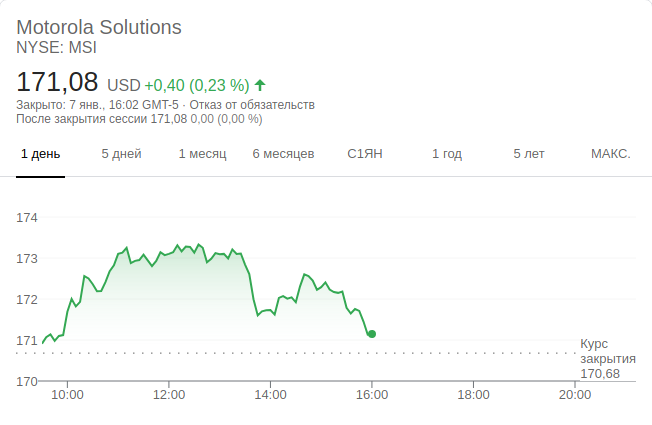 Motorola Solutions
NYSE: MSI
171,08 USD +0,40 (0,23 %)
Закрыто: 7 янв., 16:02 GMT-5 · Отказ от обязательств
После закрытия сессии 171,08 0,00 (0,00 %)
1 день 5 дней 1 месяц 6 месяцев С1ЯН 1 год 5 лет МАКС.
174
173
172
171
Курс
закрытия
170,68
170
10:00 12:00 14:00 16:00 18:00 20:00